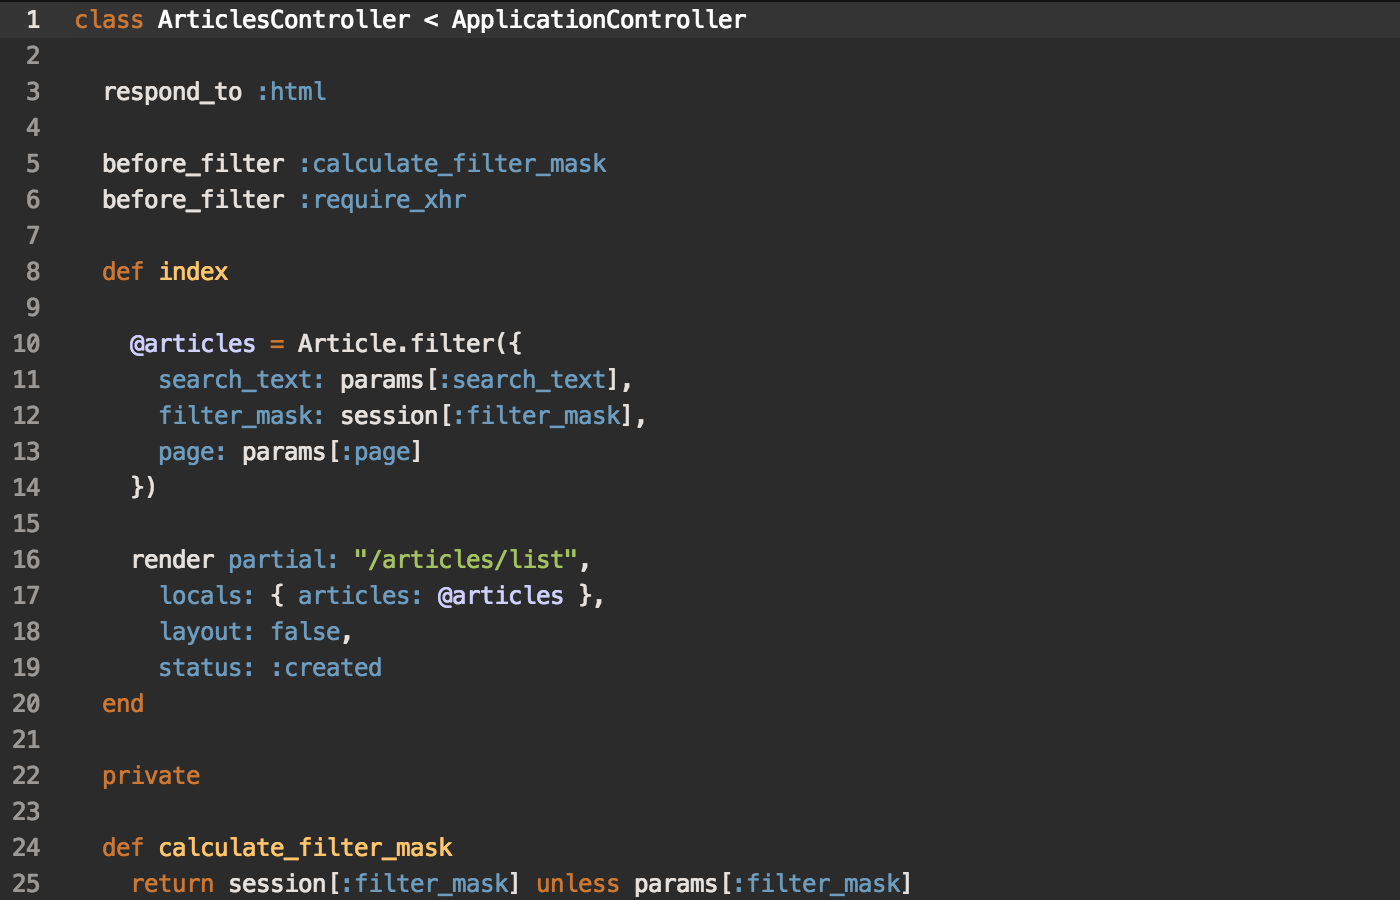 1 class ArticlesController < ApplicationController
2
3 respond_to :html
4
5 before_filter :calculate_filter_mask
6 before_filter :require_xhr
7
8 def index
9
10 @articles = Article.filter({
11 search_text: params[:search_text],
12 filter_mask: session[:filter_mask],
13 page: params[:page]
14 })
15
16 render partial: "/articles/list",
17 locals: { articles: @articles },
18 layout: false,
19 status: :created
20 end
21
22 private
23
24 def calculate_filter_mask
25 return session[:filter_mask] unless params[:filter_mask]